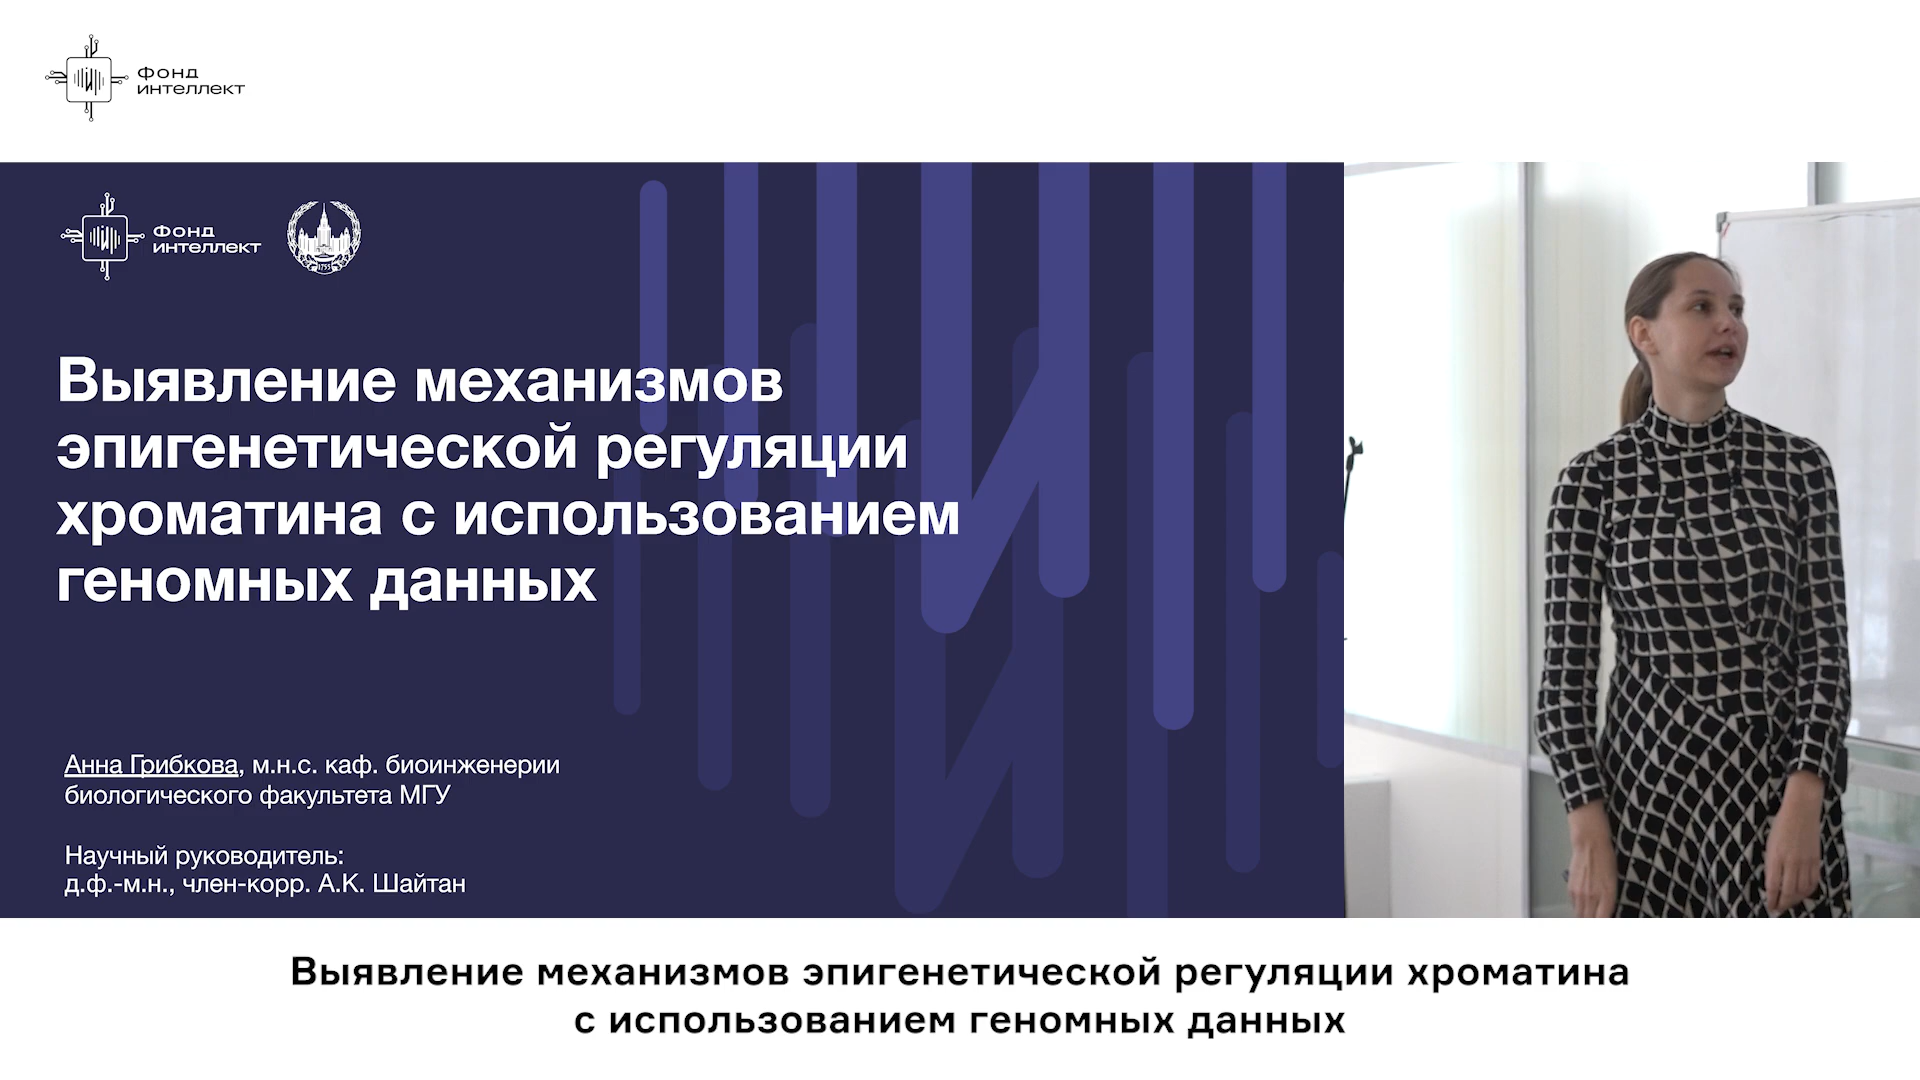 Фонд
интеллект
Фонд
интеллект
1755
Выявление механизмов
эпигенетической регуляции
хроматина с использованием
геномных данных
Анна Грибкова, м.н.с. каф. биоинженерии
биологического факультета МГУ
Научный руководитель:
д.ф.-м.н., член-корр. А.К. Шайтан
Выявление механизмов эпигенетической регуляции хроматина
с использованием геномных данных